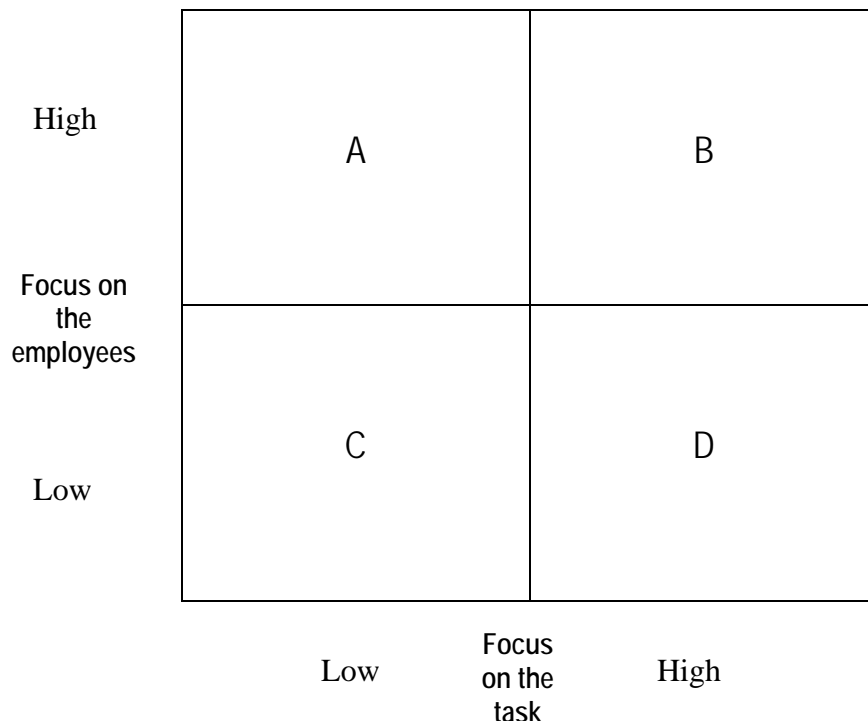 High
A
B
Focus on
the
employees
C
D
Low
Focus
on the
task
Low
High